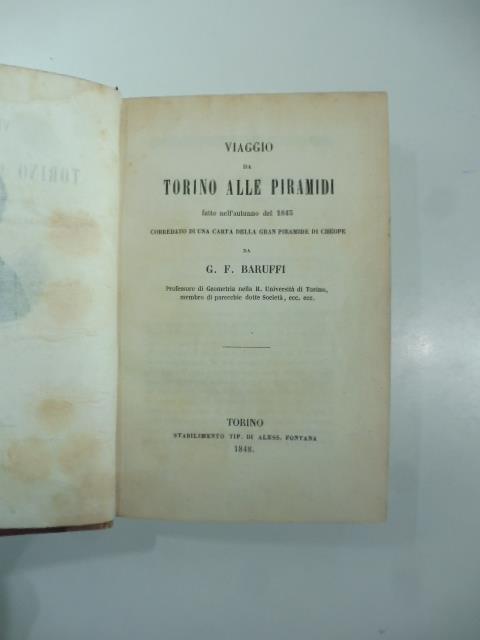 VIAGGIO
DA
TORINO ALLE PIRAMIDI
fatto nell'autunno del 1843
CORREDATO DI UNA CARTA DELLA GRAN PIRAMIDE DI CHEOPE
DA
G. F. BARUFFI
Professore di Geometria nella R. Università di Torino,
membro di parecchie dotte Società, ecc. ecc.
TORINO
STABILIMENTO TIP. DI ALESS. FONTANA
1848.